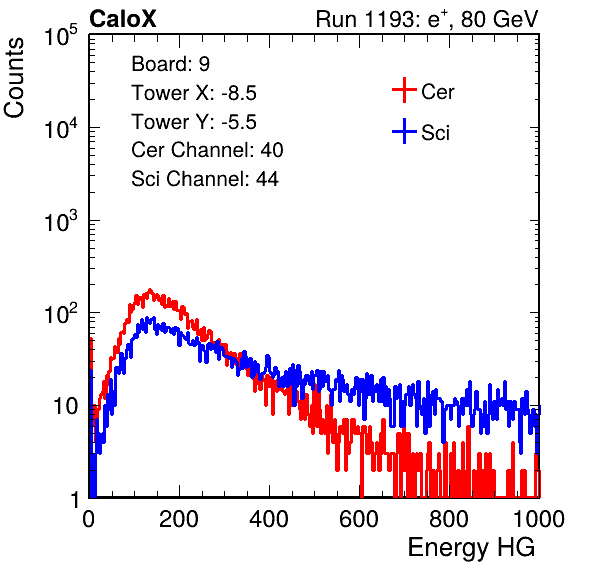 CaloX Run 1193: e⁺, 80 GeV
Counts
Board: 9
Tower X: -8.5
Tower Y: -5.5
Cer Channel: 40
Sci Channel: 44
Cer
Sci
10⁵
10⁴
10³
10²
10
1
0 200 400 600 800 1000
Energy HG